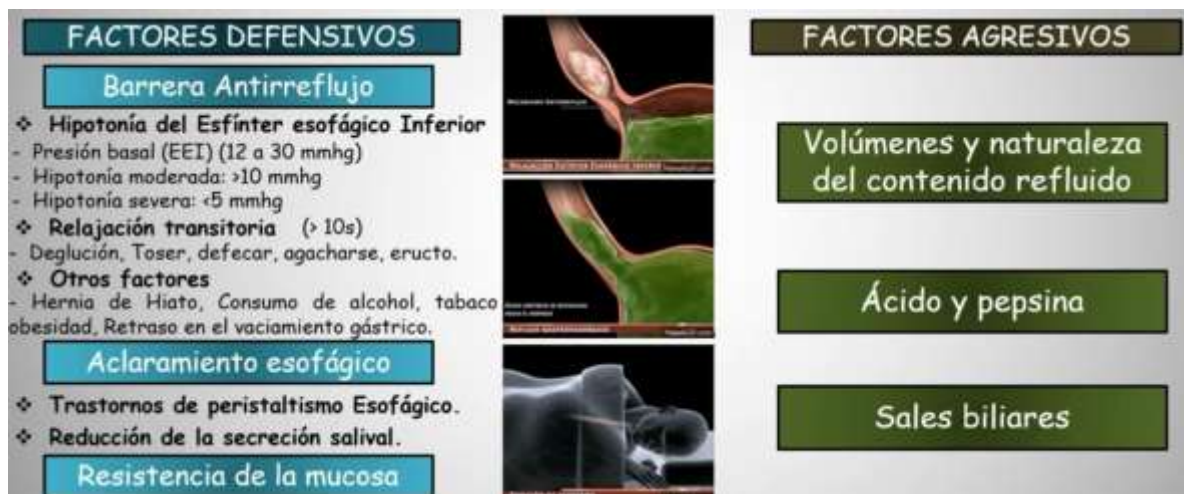 FACTORES DEFENSIVOS
Barrera Antirreflujo
❖ Hipotonía del Esfínter esofágico Inferior
- Presión basal (EEI) (12 a 30 mmhg)
- Hipotonía moderada: >10 mmhg
- Hipotonía severa: <5 mmhg
❖ Relajación transitoria (> 10s)
- Deglución, Toser, defecar, agacharse, eructo.
❖ Otros factores
- Hernia de Hiato, Consumo de alcohol, tabaco
obesidad, Retraso en el vaciamiento gástrico.
Aclaramiento esofágico
❖ Trastornos de peristaltismo Esofágico.
❖ Reducción de la secreción salival.
Resistencia de la mucosa
FACTORES AGRESIVOS
Volúmenes y naturaleza
del contenido refluido
Ácido y pepsina
Sales biliares